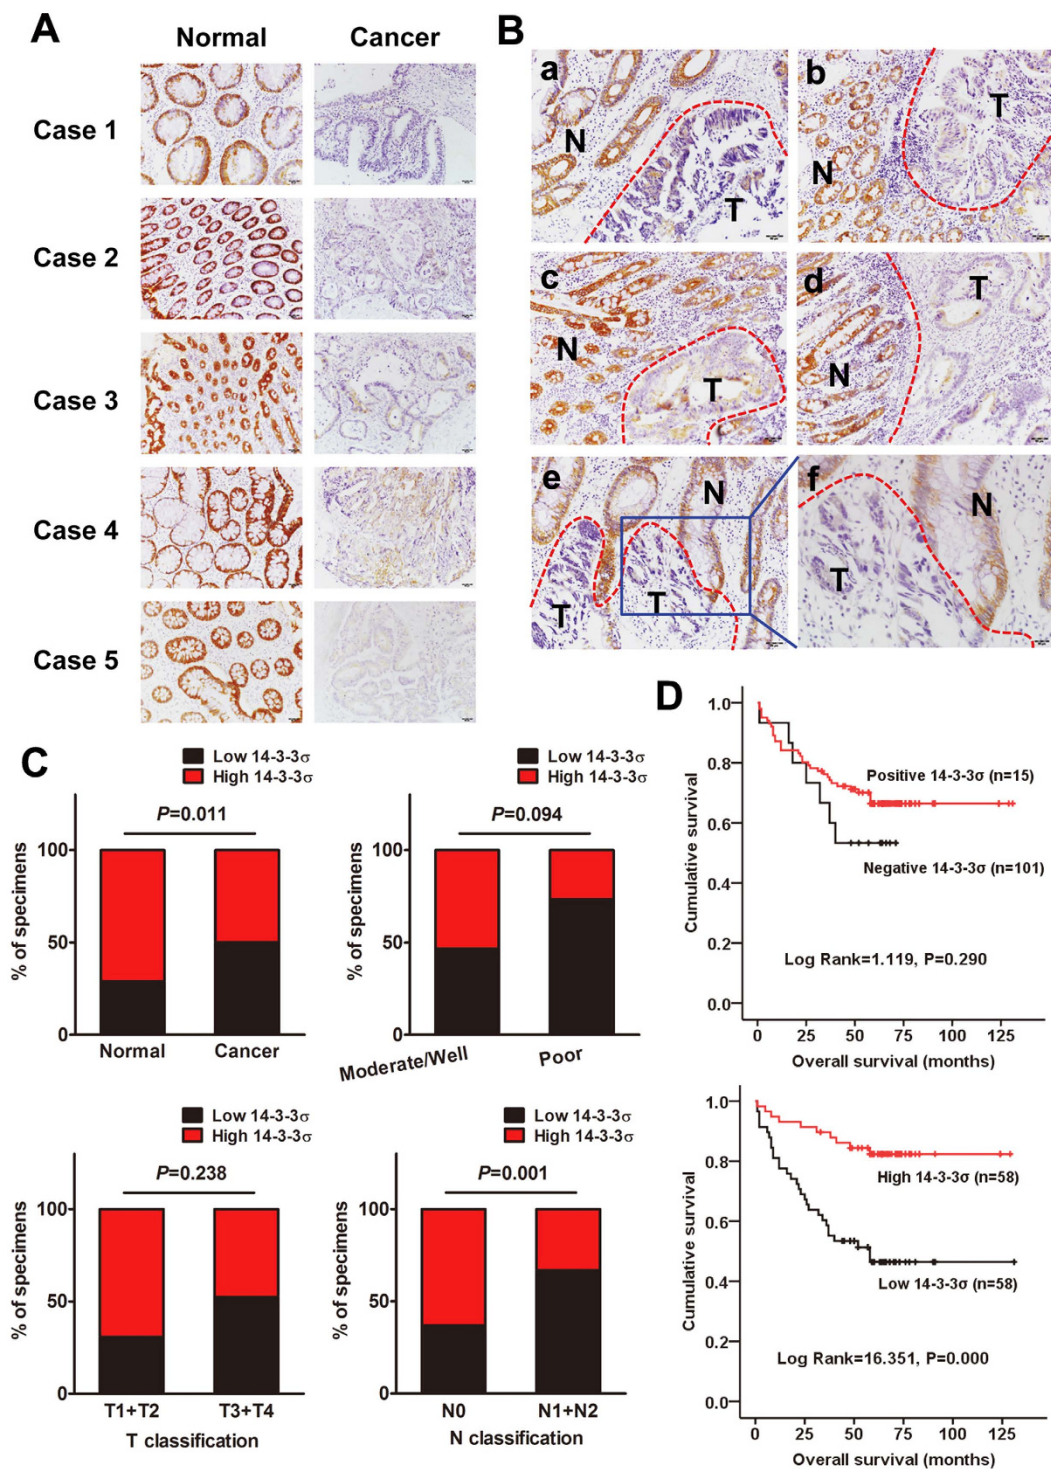 A
Normal Cancer
Case 1
Case 2
Case 3
Case 4
Case 5
B
a
N
T
b
N
T
c
N
T
d
N
T
e
N
T
T
f
N
T
C
Low 14-3-3σ
High 14-3-3σ
P=0.011
% of specimens
100
50
0
Normal Cancer
Low 14-3-3σ
High 14-3-3σ
P=0.094
% of specimens
100
50
0
Moderate/Well Poor
Low 14-3-3σ
High 14-3-3σ
P=0.238
% of specimens
100
50
0
T1+T2 T3+T4
T classification
Low 14-3-3σ
High 14-3-3σ
P=0.001
% of specimens
100
50
0
N0 N1+N2
N classification
D
Cumulative survival
1.0
0.8
0.6
0.4
0.2
0.0
Positive 14-3-3σ (n=15)
Negative 14-3-3σ (n=101)
Log Rank=1.119, P=0.290
0 25 50 75 100 125
Overall survival (months)
Cumulative survival
1.0
0.8
0.6
0.4
0.2
0.0
High 14-3-3σ (n=58)
Low 14-3-3σ (n=58)
Log Rank=16.351, P=0.000
0 25 50 75 100 125
Overall survival (months)